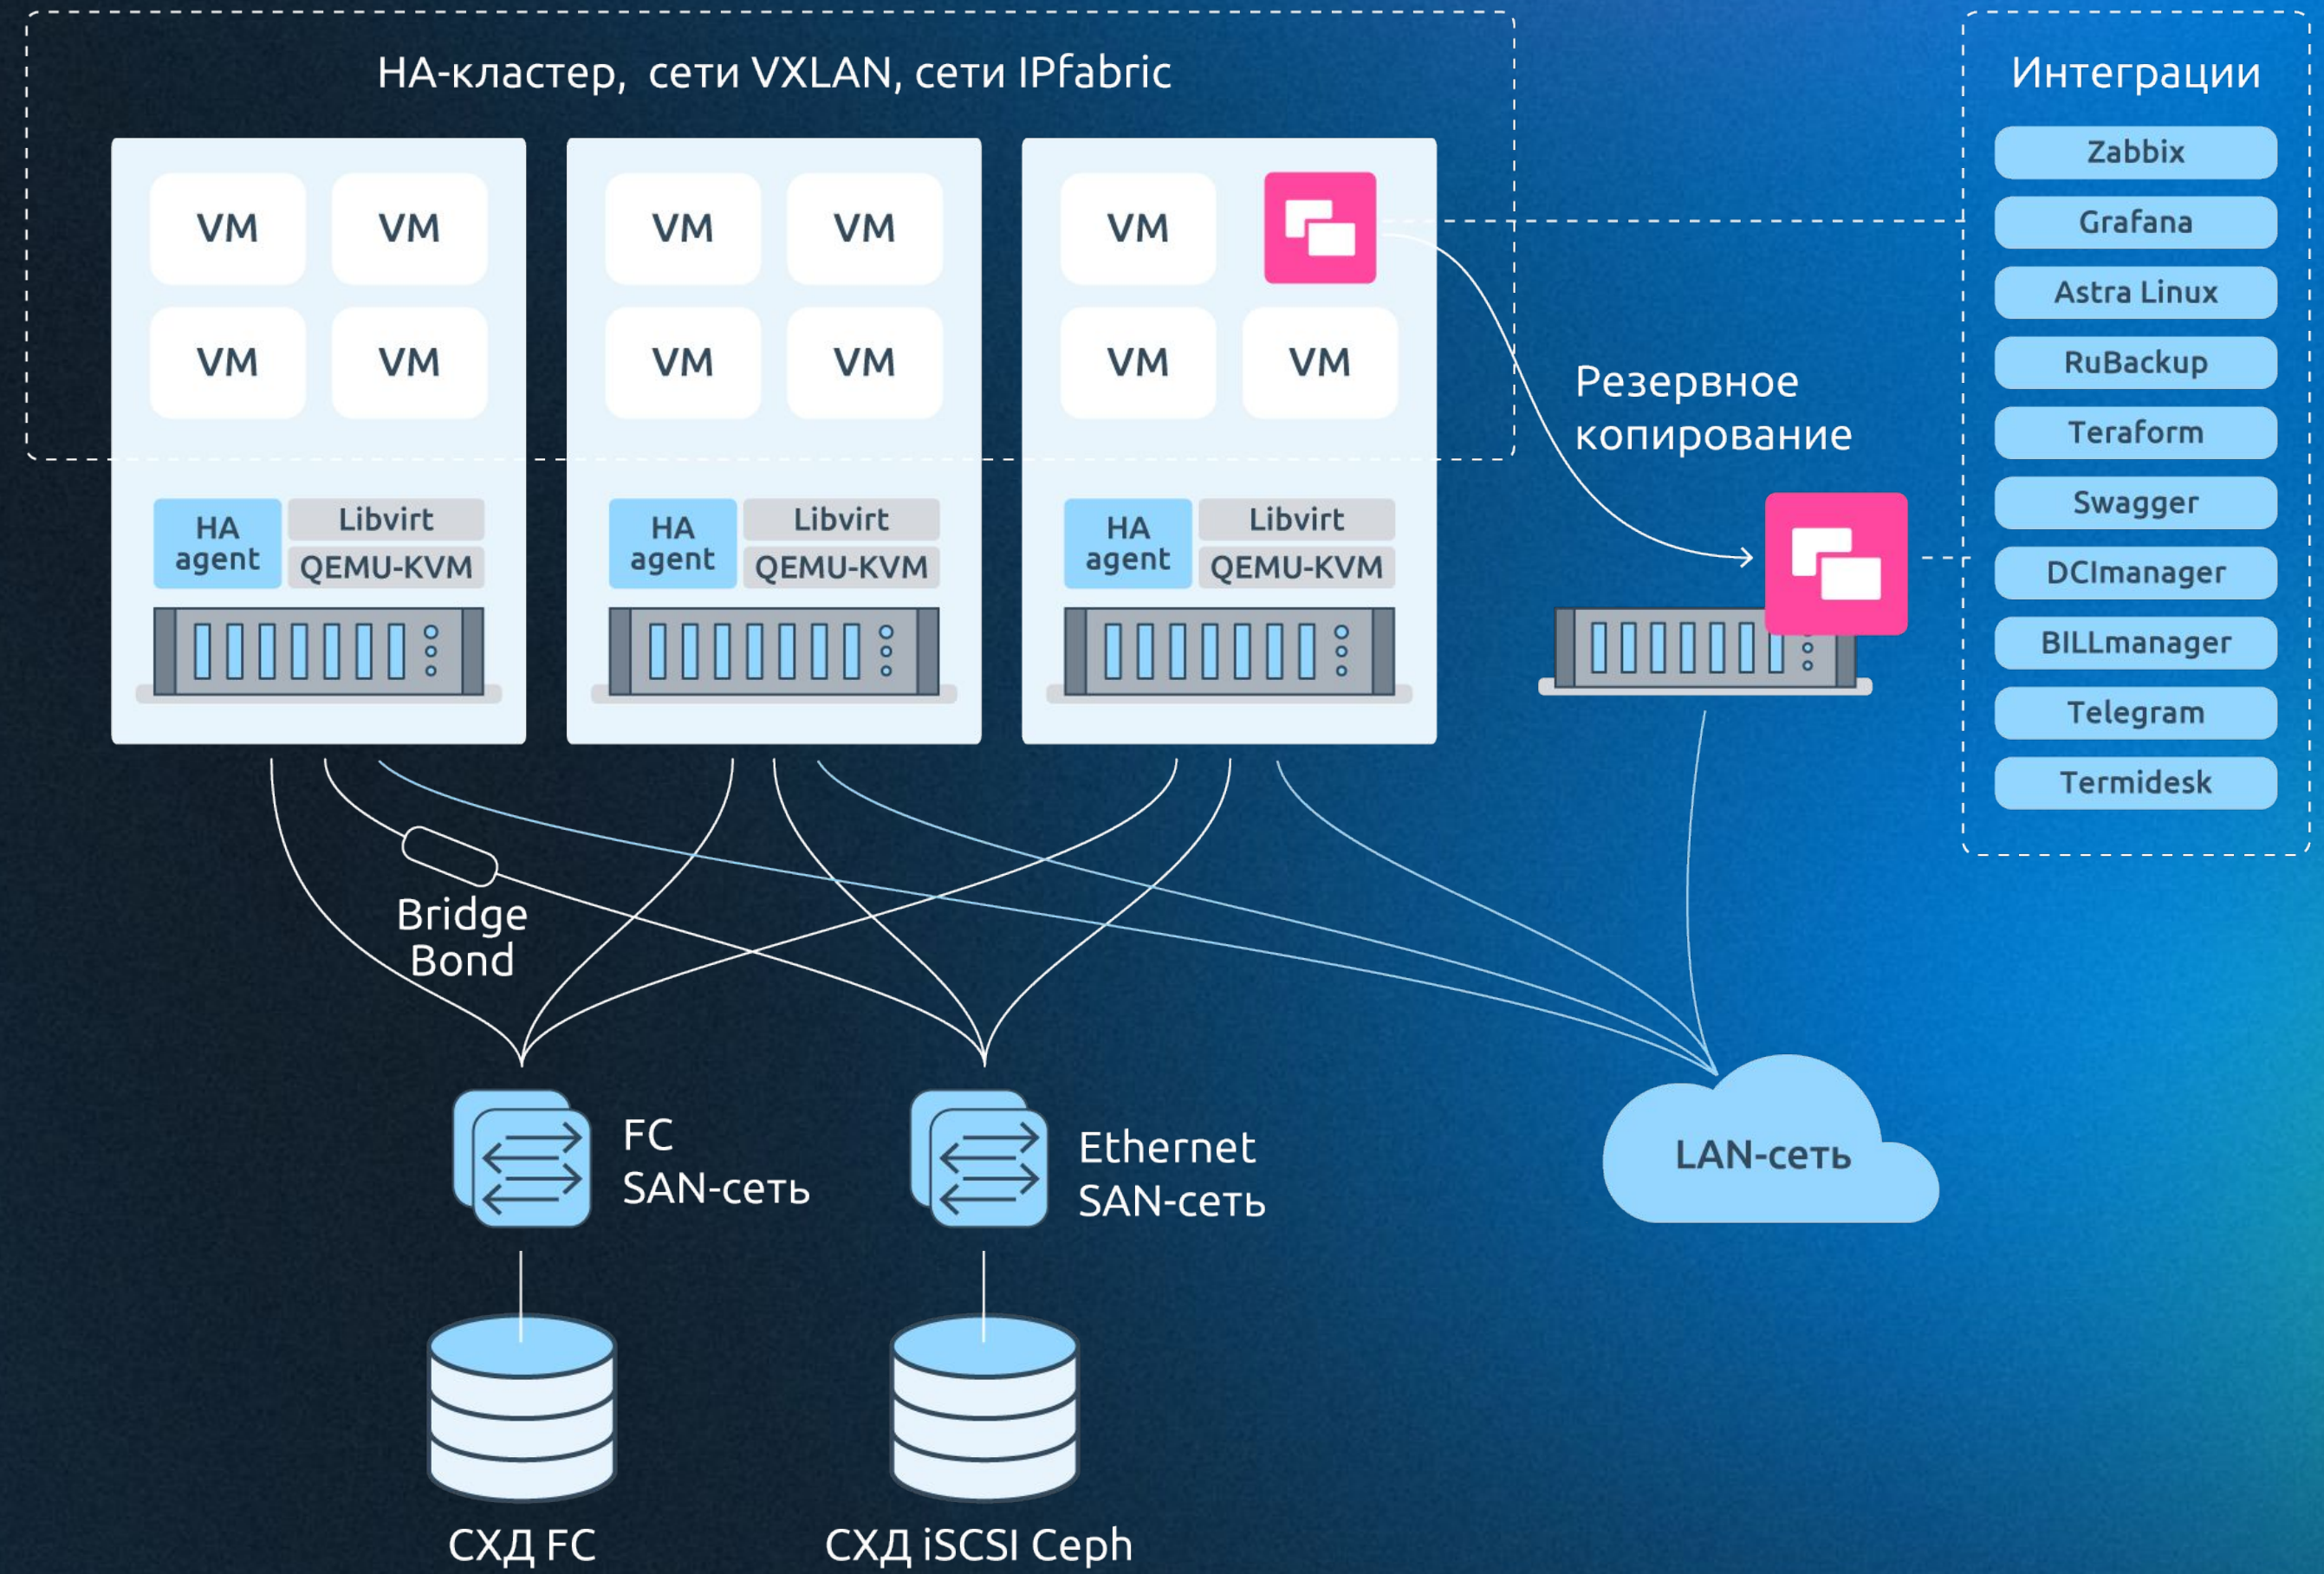 НА-кластер, сети VXLAN, сети IPfabric
VM VM
VM VM
HA
agent
Libvirt
QEMU-KVM
VM VM
VM VM
HA
agent
Libvirt
QEMU-KVM
VM
VM VM
HA
agent
Libvirt
QEMU-KVM
Резервное
копирование
Интеграции
Zabbix
Grafana
Astra Linux
RuBackup
Teraform
Swagger
DCImanager
BILLmanager
Telegram
Termidesk
Bridge
Bond
FC
SAN-сеть
Ethernet
SAN-сеть
LAN-сеть
СХД FC
СХД iSCSI Ceph